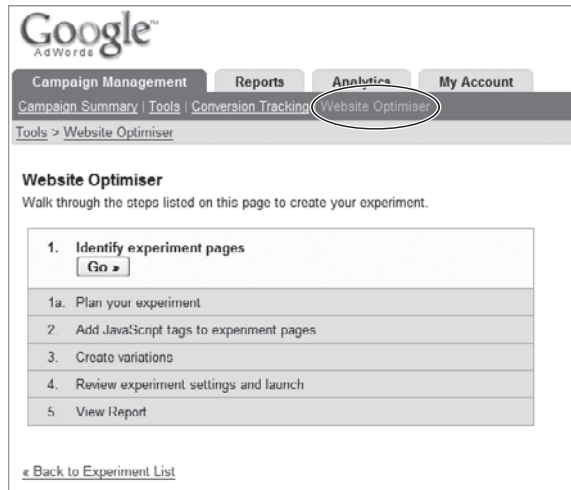 Google™
AdWords
Campaign Management Reports Analytics My Account
Campaign Summary | Tools | Conversion Tracking | Website Optimiser
Tools > Website Optimiser
Website Optimiser
Walk through the steps listed on this page to create your experiment.
1. Identify experiment pages
Go »
1a. Plan your experiment
2. Add JavaScript tags to experiment pages
3. Create variations
4. Review experiment settings and launch
5. View Report
« Back to Experiment List